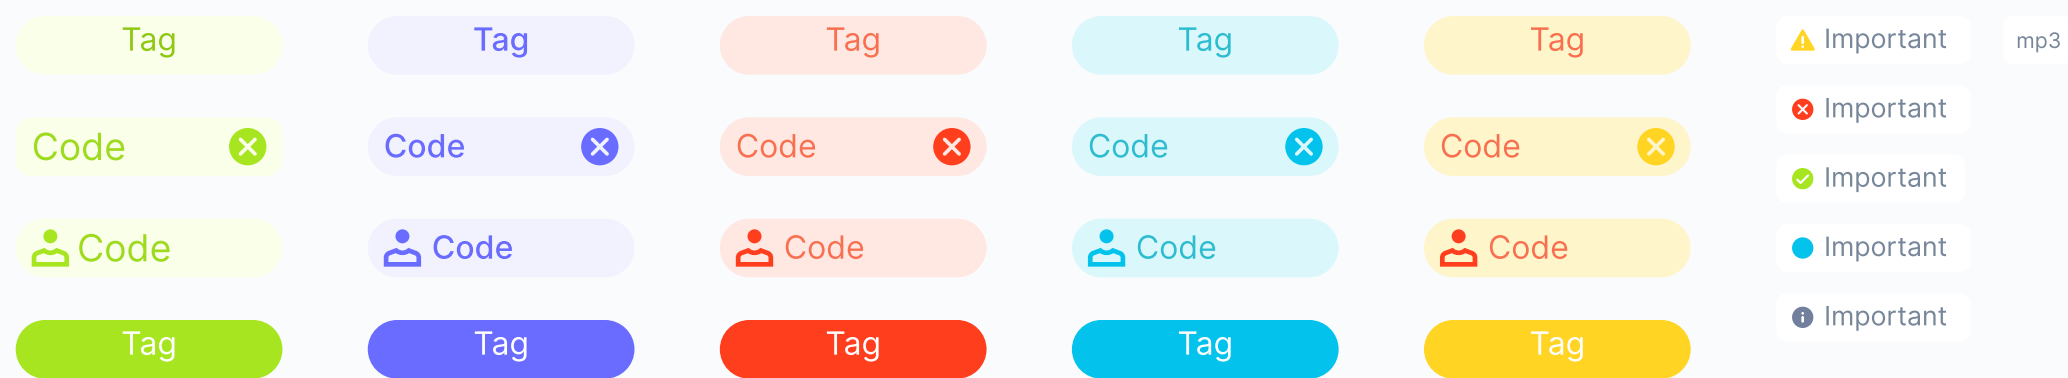 Tag Tag Tag Tag Tag Important mp3
Important
Code Code Code Code Code
Important
Code Code Code Code Code Important
Important
Tag Tag Tag Tag Tag